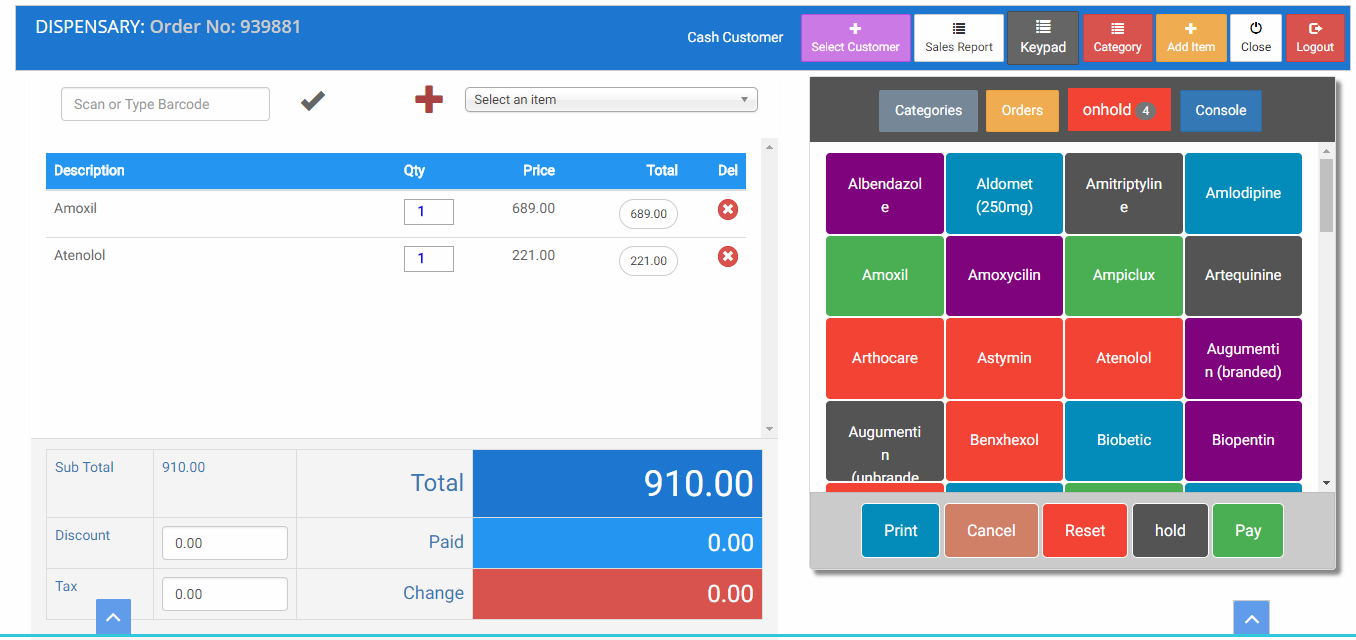 DISPENSARY: Order No: 939881
Cash Customer
Select Customer
Sales Report
Keypad
Category
Add Item
Close
Logout
Scan or Type Barcode
Select an item
Description Qty Price Total Del
Amoxil 1 689.00 689.00
Atenolol 1 221.00 221.00
Sub Total 910.00 Total 910.00
Discount 0.00 Paid 0.00
Tax 0.00 Change 0.00
Categories Orders onhold 4 Console
Albendazol
e
Aldomet
(250mg)
Amitriptylin
e
Amlodipine
Amoxil
Amoxycilin
Ampiclux
Artequinine
Arthocare
Astymin
Atenolol
Augumenti
n (branded)
Augumenti
n
(unbrande
Benxhexol
Biobetic
Biopentin
Print Cancel Reset hold Pay